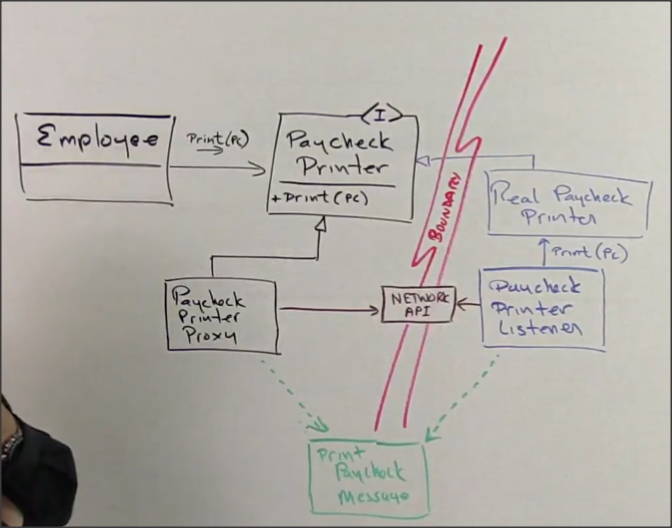 Employee
Print(PC)
<I>
Paycheck
Printer
+Print(PC)
BOUNDARY
Real Paycheck
Printer
Print(PC)
Paycheck
Printer
Proxy
NETWORK
API
Paycheck
Printer
Listener
Print
Paycheck
Message